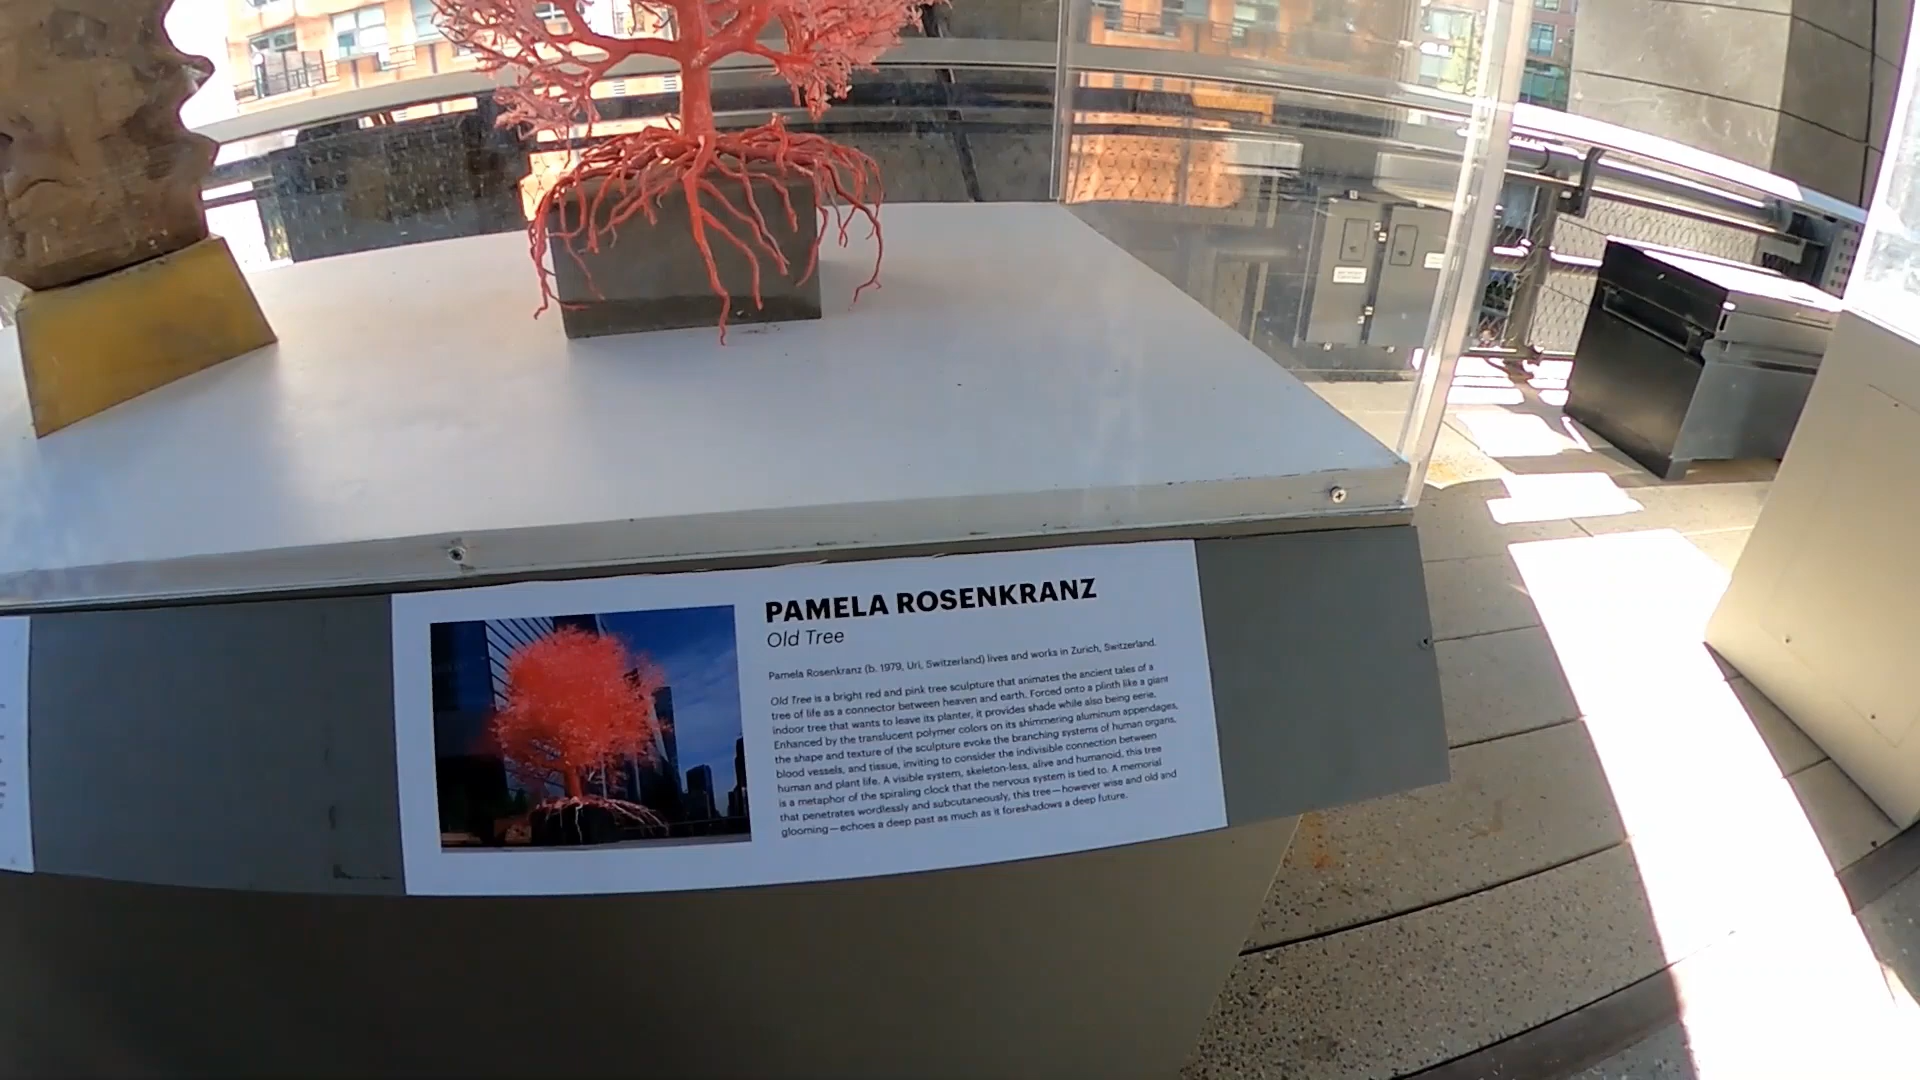 PAMELA ROSENKRANZ
Old Tree
Pamela Rosenkranz (b. 1979, Uri, Switzerland) lives and works in Zurich, Switzerland.
Old Tree is a bright red and pink tree sculpture that animates the ancient tales of a
tree of life as a connector between heaven and earth. Forced onto a plinth like a giant
indoor tree that wants to leave its planter, it provides shade while also being eerie.
Enhanced by the translucent polymer colors on its shimmering aluminum appendages,
the shape and texture of the sculpture evoke the branching systems of human organs,
blood vessels, and tissue, inviting to consider the indivisible connection between
human and plant life. A visible system, skeleton-less, alive and humanoid, this tree
is a metaphor of the spiraling clock that the nervous system is tied to. A memorial
that penetrates wordlessly and subcutaneously, this tree—however wise and old and
glooming—echoes a deep past as much as it foreshadows a deep future.